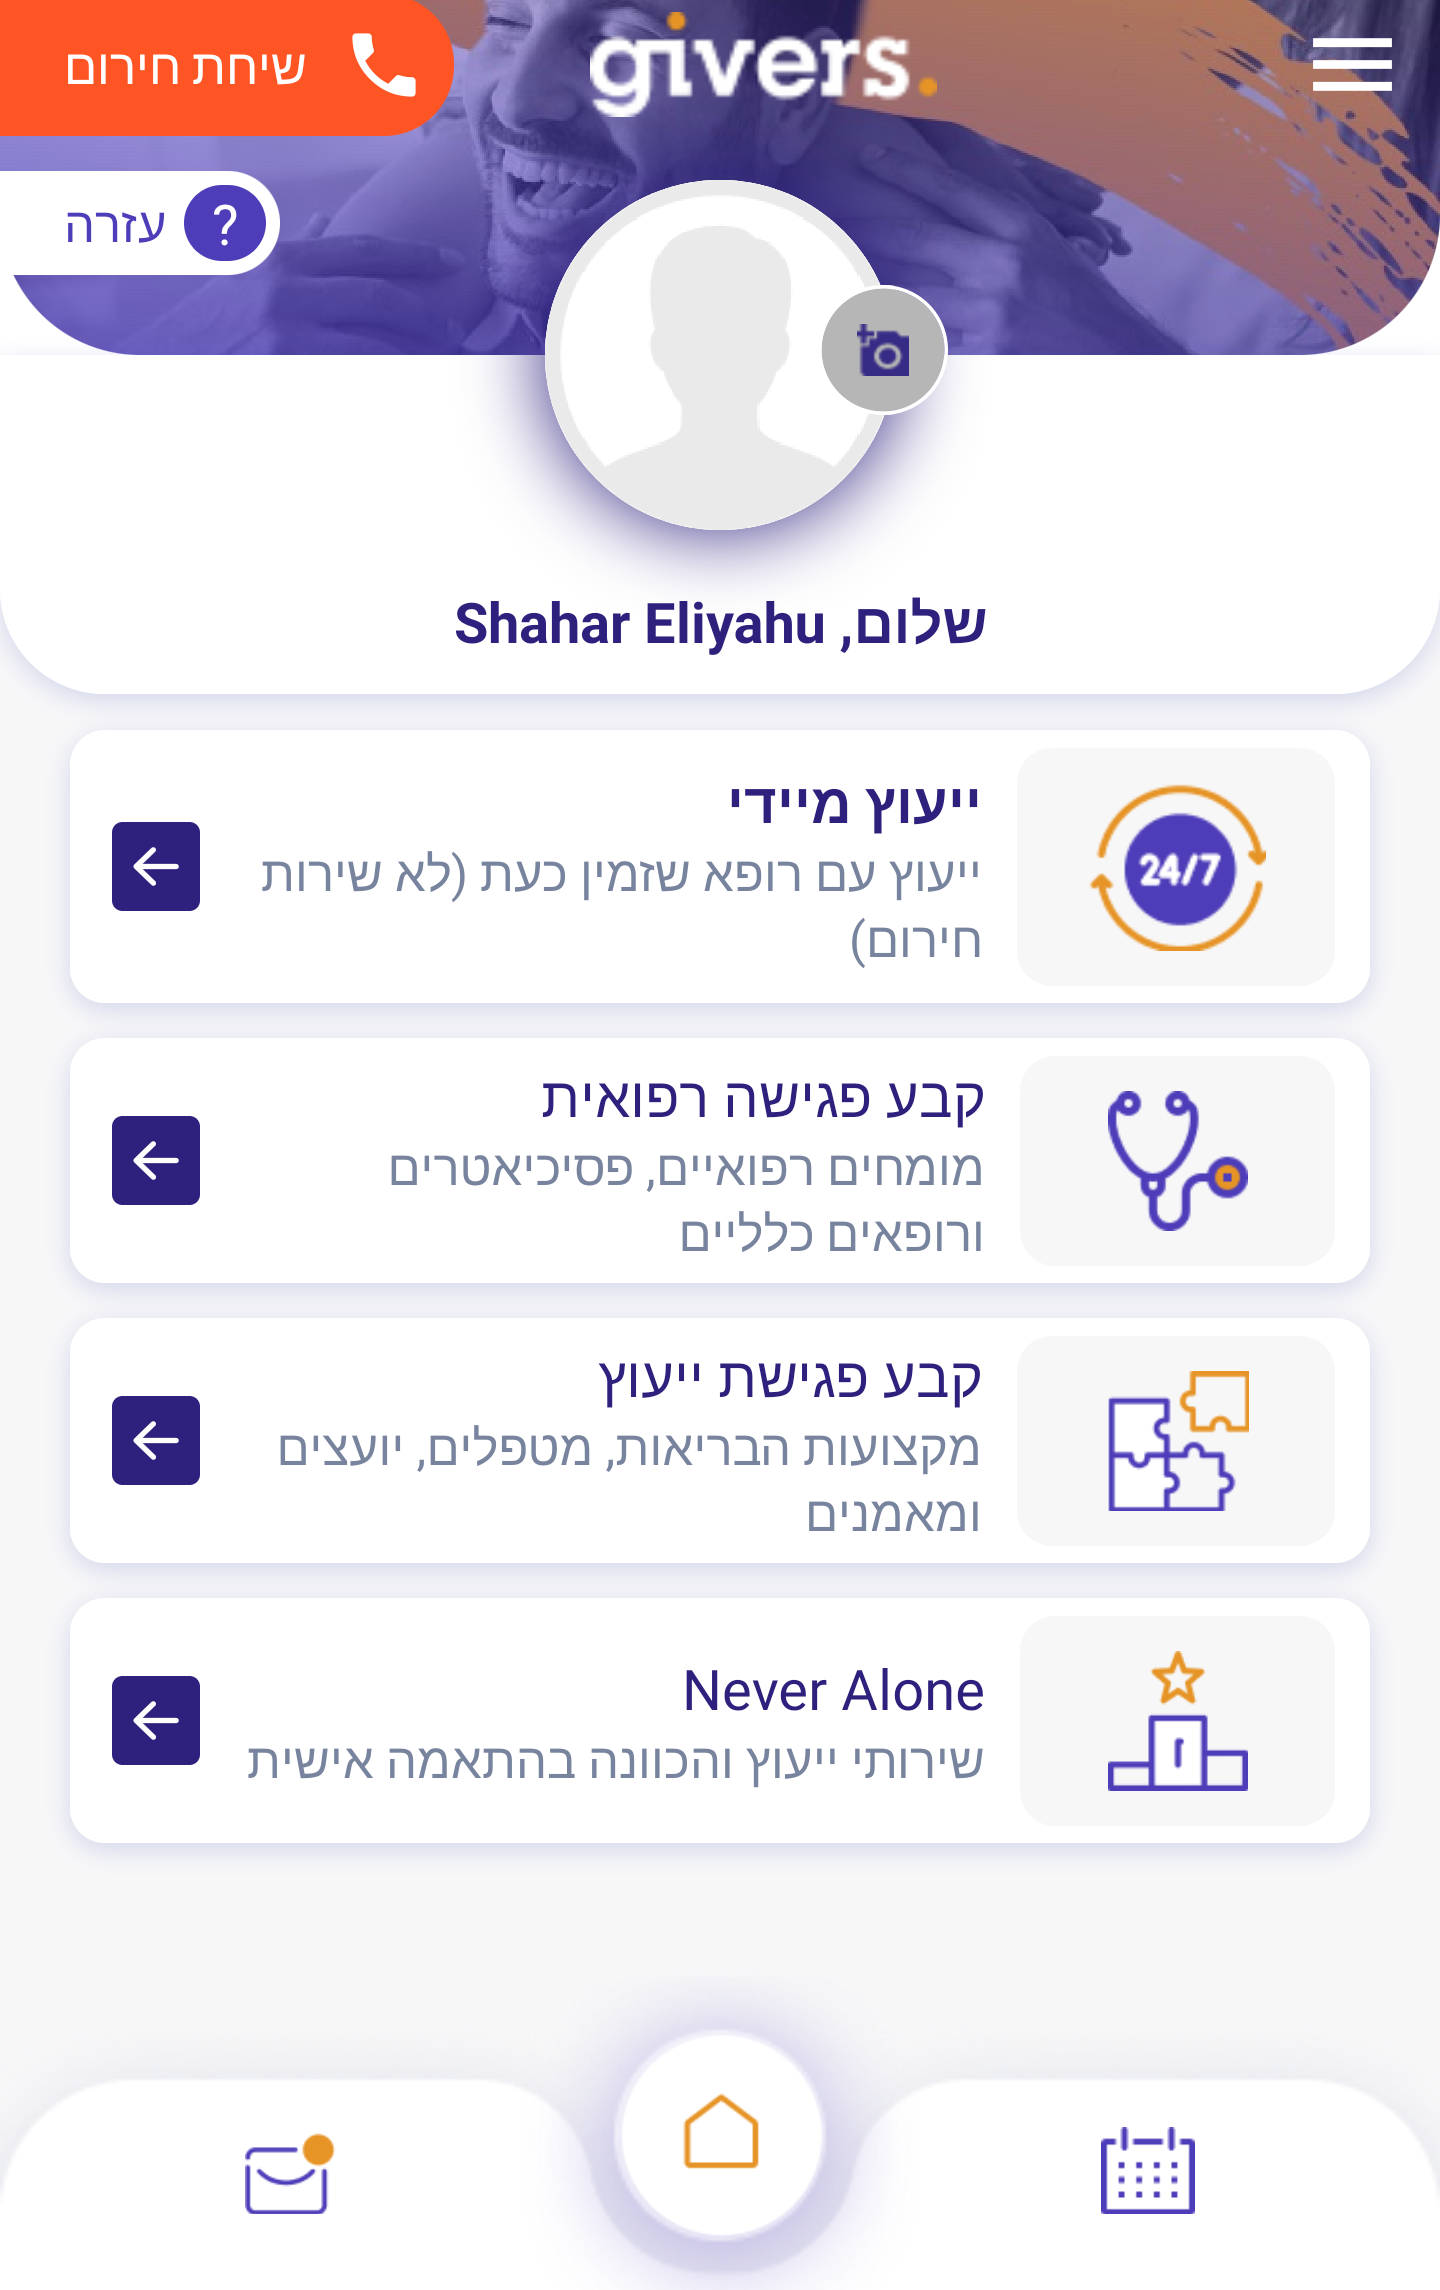 שיחת חירום
givers.
? עזרה
שלום, Shahar Eliyahu
ייעוץ מיידי
24/7
ייעוץ עם רופא שזמין כעת (לא שירות
חירום)
קבע פגישה רפואית
מומחים רפואיים, פסיכיאטרים
ורופאים כלליים
קבע פגישת ייעוץ
מקצועות הבריאות, מטפלים, יועצים
ומאמנים
Never Alone
שירותי ייעוץ והכוונה בהתאמה אישית